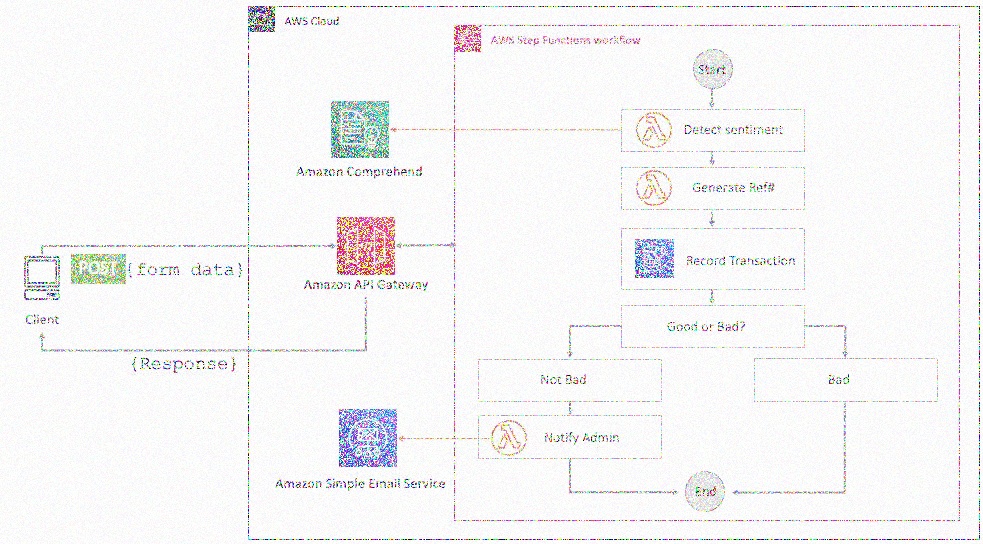 AWS Cloud
AWS Step Functions workflow
Start
Detect sentiment
Amazon Comprehend
Generate Ref#
POST {form data}
Record Transaction
Amazon API Gateway
Client
Good or Bad?
{Response}
Not Bad
Bad
Notify Admin
Amazon Simple Email Service
End